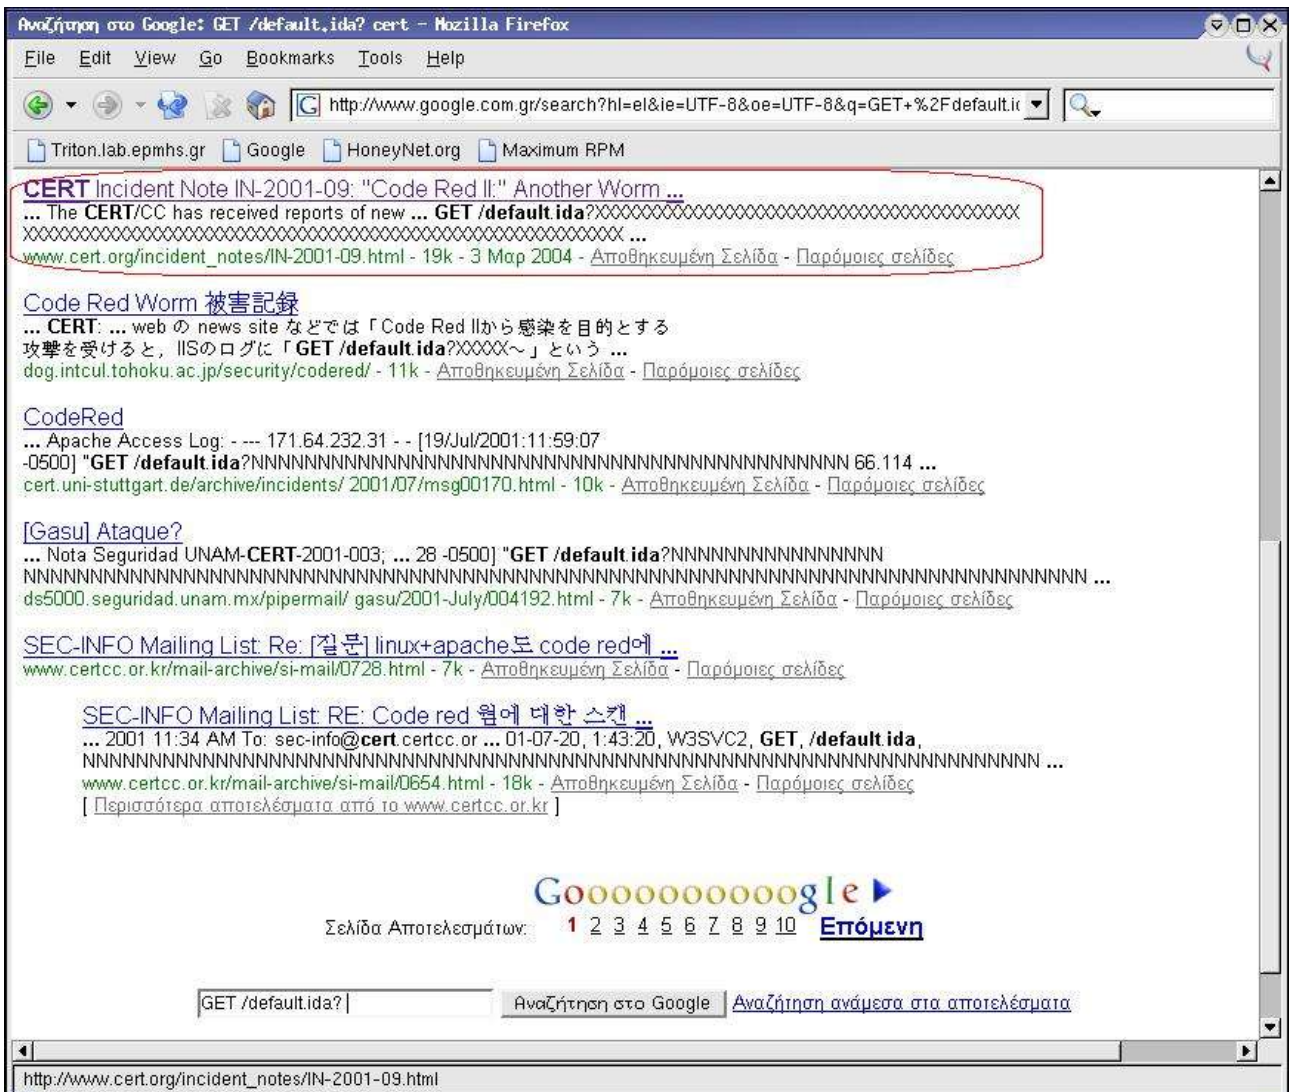 Αναζήτηση στο Google: GET /default.ida? cert - Mozilla Firefox
File Edit View Go Bookmarks Tools Help
http://www.google.com.gr/search?hl=el&ie=UTF-8&oe=UTF-8&q=GET+%2Fdefault.i
Triton.lab.epmhs.gr Google HoneyNet.org Maximum RPM
CERT Incident Note IN-2001-09: "Code Red II:" Another Worm ...
... The CERT/CC has received reports of new ... GET /default.ida?XXXXXXXXXXXXXXXXXXXXXXXXXXXXXXXXXXXXXXXXXXXXXXXXXX
XXXXXXXXXXXXXXXXXXXXXXXXXXXXXXXXXXXXXXXXXXXXXXXXXXXXXXXXXXXXXXXXXXXXXX ...
www.cert.org/incident_notes/IN-2001-09.html - 19k - 3 Μαρ 2004 - Αποθηκευμένη Σελίδα - Παρόμοιες σελίδες
Code Red Worm 被害記録
... CERT: ... web の news site などでは「Code Red IIから感染を目的とする
攻撃を受けると, IISのログに「GET /default.ida?XXXXX～」という ...
dog.intcul.tohoku.ac.jp/security/codered/ - 11k - Αποθηκευμένη Σελίδα - Παρόμοιες σελίδες
CodeRed
... Apache Access Log: - --- 171.64.232.31 - - [19/Jul/2001:11:59:07
-0500] "GET /default.ida?NNNNNNNNNNNNNNNNNNNNNNNNNNNNNNNNNNNNNNNNNNNNN 66.114 ...
cert.uni-stuttgart.de/archive/incidents/ 2001/07/msg00170.html - 10k - Αποθηκευμένη Σελίδα - Παρόμοιες σελίδες
[Gasu] Ataque?
... Nota Seguridad UNAM-CERT-2001-003; ... 28 -0500] "GET /default.ida?NNNNNNNNNNNNNNNN
NNNNNNNNNNNNNNNNNNNNNNNNNNNNNNNNNNNNNNNNNNNNNNNNNNNNNNNNNNNNNNNNNNNNNNNNNNNNNNNN ...
ds5000.seguridad.unam.mx/pipermail/ gasu/2001-July/004192.html - 7k - Αποθηκευμένη Σελίδα - Παρόμοιες σελίδες
SEC-INFO Mailing List: Re: [질문] linux+apache도 code red에 ...
www.certcc.or.kr/mail-archive/si-mail/0728.html - 7k - Αποθηκευμένη Σελίδα - Παρόμοιες σελίδες
SEC-INFO Mailing List: RE: Code red 웜에 대한 스캔 ...
... 2001 11:34 AM To: sec-info@cert.certcc.or ... 01-07-20, 1:43:20, W3SVC2, GET, /default.ida,
NNNNNNNNNNNNNNNNNNNNNNNNNNNNNNNNNNNNNNNNNNNNNNNNNNNNNNNNNNNNNNNNNNNNNNNN ...
www.certcc.or.kr/mail-archive/si-mail/0654.html - 18k - Αποθηκευμένη Σελίδα - Παρόμοιες σελίδες
[ Περισσότερα αποτελέσματα από το www.certcc.or.kr ]
Goooooooooogle
Σελίδα Αποτελεσμάτων: 1 2 3 4 5 6 7 8 9 10 Επόμενη
GET /default.ida? Αναζήτηση στο Google Αναζήτηση ανάμεσα στα αποτελέσματα
http://www.cert.org/incident_notes/IN-2001-09.html